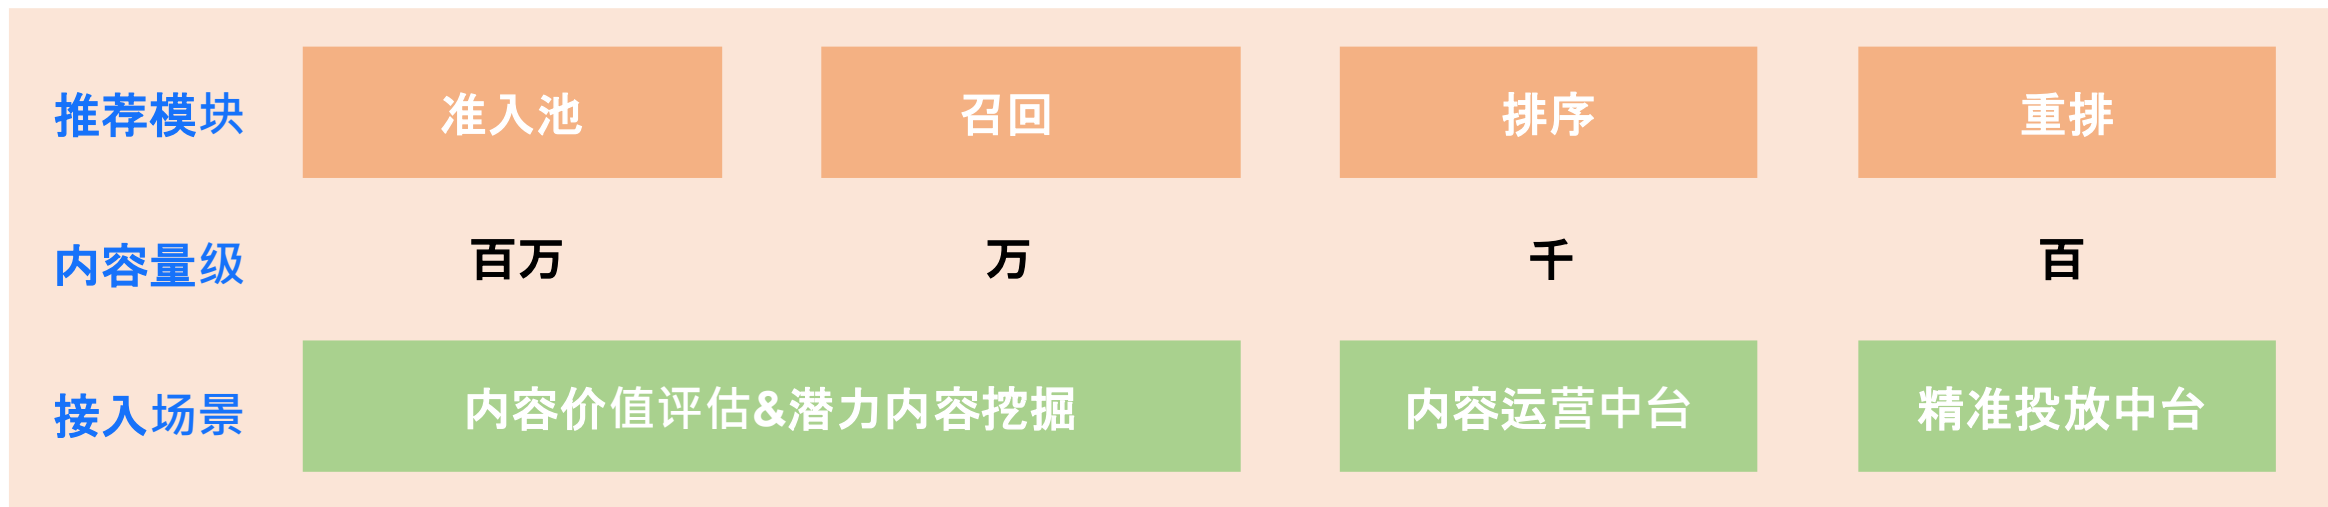 推荐模块 准入池 召回 排序 重排
内容量级 百万 万 千 百
接入场景 内容价值评估&潜力内容挖掘 内容运营中台 精准投放中台